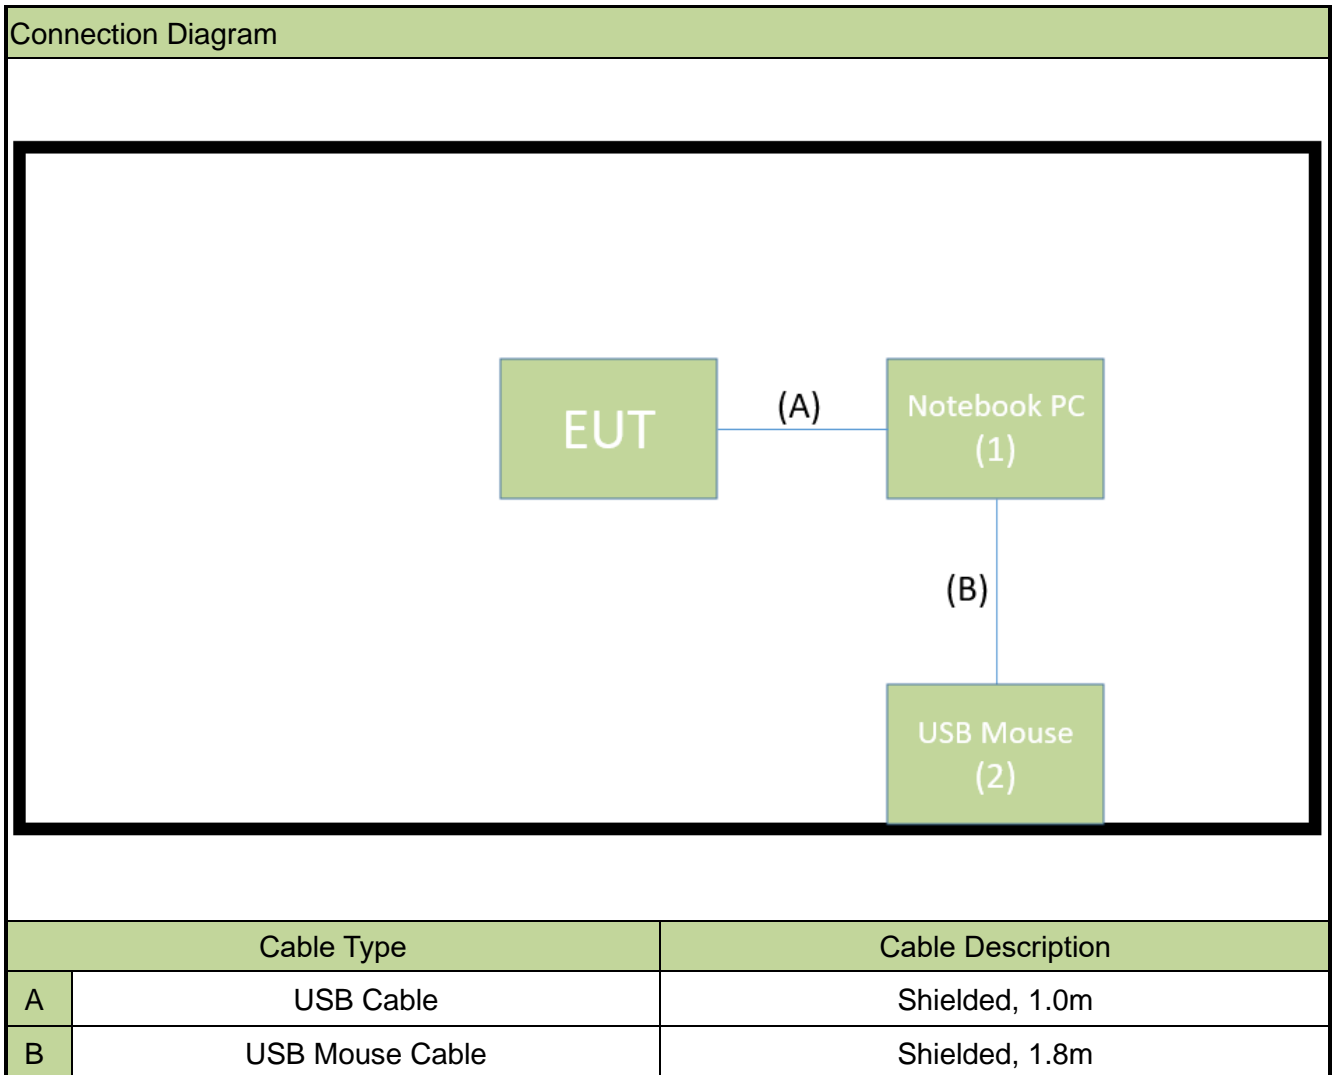 Connection Diagram
EUT
(A)
Notebook PC
(1)
(B)
USB Mouse
(2)
Cable Type Cable Description
A USB Cable Shielded, 1.0m
B USB Mouse Cable Shielded, 1.8m